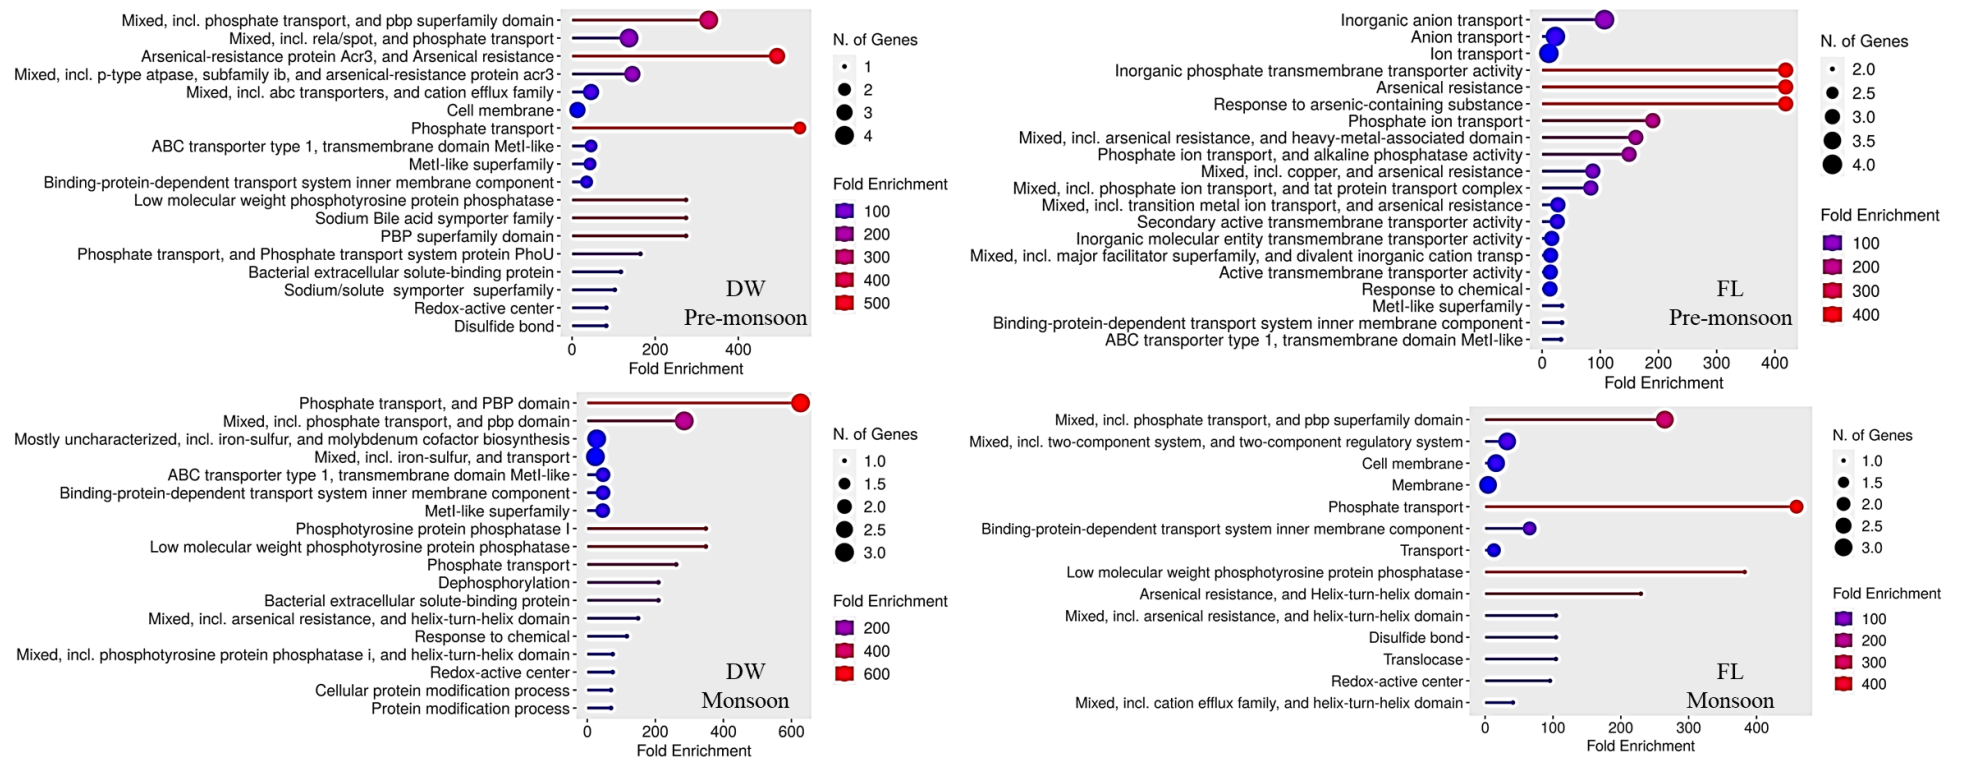 Mixed, incl. phosphate transport, and pbp superfamily domain
Mixed, incl. rela/spot, and phosphate transport
Arsenical-resistance protein Acr3, and Arsenical resistance
Mixed, incl. p-type atpase, subfamily ib, and arsenical-resistance protein acr3
Mixed, incl. abc transporters, and cation efflux family
Cell membrane
Phosphate transport
ABC transporter type 1, transmembrane domain MetI-like
MetI-like superfamily
Binding-protein-dependent transport system inner membrane component
Low molecular weight phosphotyrosine protein phosphatase
Sodium Bile acid symporter family
PBP superfamily domain
Phosphate transport, and Phosphate transport system protein PhoU
Bacterial extracellular solute-binding protein
Sodium/solute symporter superfamily
Redox-active center
Disulfide bond
DW
Pre-monsoon
0 200 400
Fold Enrichment
N. of Genes
1
2
3
4
Fold Enrichment
100
200
300
400
500
Inorganic anion transport
Anion transport
Ion transport
Inorganic phosphate transmembrane transporter activity
Arsenical resistance
Response to arsenic-containing substance
Phosphate ion transport
Mixed, incl. arsenical resistance, and heavy-metal-associated domain
Phosphate ion transport, and alkaline phosphatase activity
Mixed, incl. copper, and arsenical resistance
Mixed, incl. phosphate ion transport, and tat protein transport complex
Mixed, incl. transition metal ion transport, and arsenical resistance
Secondary active transmembrane transporter activity
Inorganic molecular entity transmembrane transporter activity
Mixed, incl. major facilitator superfamily, and divalent inorganic cation transp
Active transmembrane transporter activity
Response to chemical
MetI-like superfamily
Binding-protein-dependent transport system inner membrane component
ABC transporter type 1, transmembrane domain MetI-like
FL
Pre-monsoon
0 100 200 300 400
Fold Enrichment
N. of Genes
2.0
2.5
3.0
3.5
4.0
Fold Enrichment
100
200
300
400
Phosphate transport, and PBP domain
Mixed, incl. phosphate transport, and pbp domain
Mostly uncharacterized, incl. iron-sulfur, and molybdenum cofactor biosynthesis
Mixed, incl. iron-sulfur, and transport
ABC transporter type 1, transmembrane domain MetI-like
Binding-protein-dependent transport system inner membrane component
MetI-like superfamily
Phosphotyrosine protein phosphatase I
Low molecular weight phosphotyrosine protein phosphatase
Phosphate transport
Dephosphorylation
Bacterial extracellular solute-binding protein
Mixed, incl. arsenical resistance, and helix-turn-helix domain
Response to chemical
Mixed, incl. phosphotyrosine protein phosphatase i, and helix-turn-helix domain
Redox-active center
Cellular protein modification process
Protein modification process
DW
Monsoon
0 200 400 600
Fold Enrichment
N. of Genes
1.0
1.5
2.0
2.5
3.0
Fold Enrichment
200
400
600
Mixed, incl. phosphate transport, and pbp superfamily domain
Mixed, incl. two-component system, and two-component regulatory system
Cell membrane
Membrane
Phosphate transport
Binding-protein-dependent transport system inner membrane component
Transport
Low molecular weight phosphotyrosine protein phosphatase
Arsenical resistance, and Helix-turn-helix domain
Mixed, incl. arsenical resistance, and helix-turn-helix domain
Disulfide bond
Translocase
Redox-active center
Mixed, incl. cation efflux family, and helix-turn-helix domain
FL
Monsoon
0 100 200 300 400
Fold Enrichment
N. of Genes
1.0
1.5
2.0
2.5
3.0
Fold Enrichment
100
200
300
400